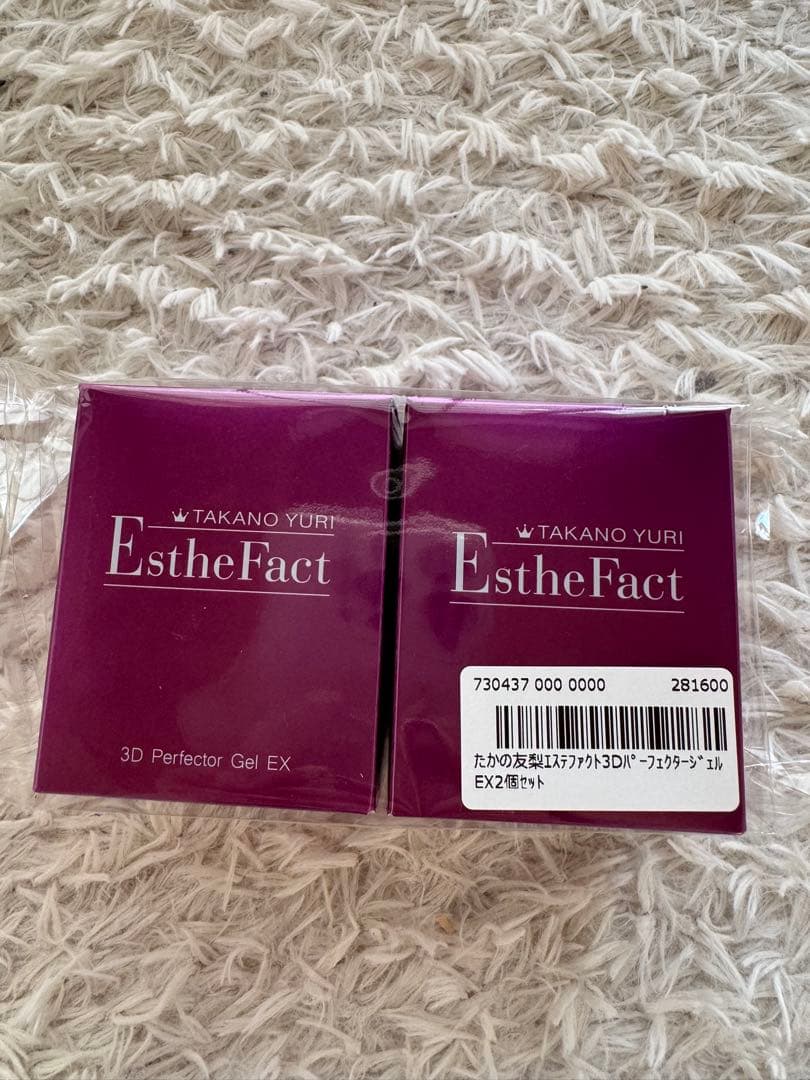 TAKANO YURI
EstheFact
3D Perfector Gel EX
TAKANO YURI
EstheFact
730437 000 0000 281600
たかの友梨ｴｽﾃﾌｧｸﾄ3Dﾊﾟｰﾌｪｸﾀｰｼﾞｪﾙ
EX2個ｾｯﾄ